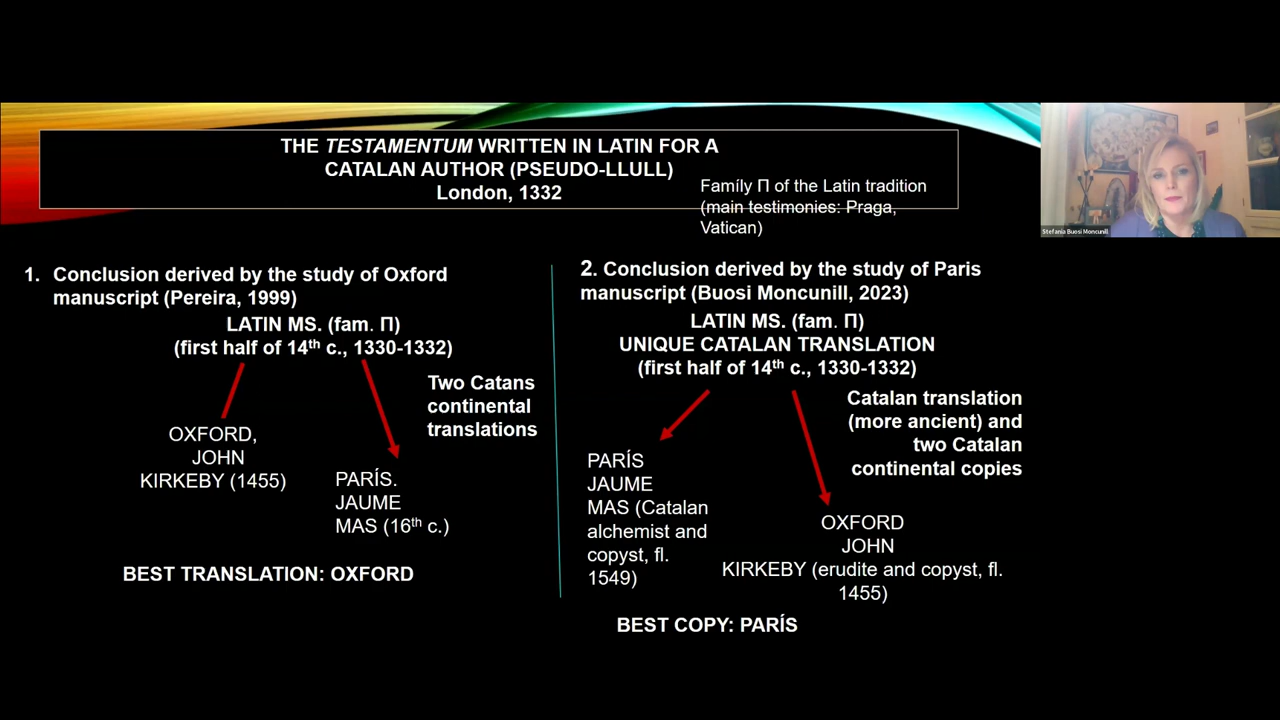 THE TESTAMENTUM WRITTEN IN LATIN FOR A
CATALAN AUTHOR (PSEUDO-LLULL)
London, 1332
Famíly Π of the Latin tradition
(main testimonies: Praga,
Vatican)
Stefania Buosi Moncunill
1. Conclusion derived by the study of Oxford
manuscript (Pereira, 1999)
LATIN MS. (fam. Π)
(first half of 14th c., 1330-1332)
Two Catans
continental
translations
OXFORD,
JOHN
KIRKEBY (1455)
PARÍS.
JAUME
MAS (16th c.)
BEST TRANSLATION: OXFORD
2. Conclusion derived by the study of Paris
manuscript (Buosi Moncunill, 2023)
LATIN MS. (fam. Π)
UNIQUE CATALAN TRANSLATION
(first half of 14th c., 1330-1332)
Catalan translation
(more ancient) and
two Catalan
continental copies
PARÍS
JAUME
MAS (Catalan
alchemist and
copyst, fl.
1549)
OXFORD
JOHN
KIRKEBY (erudite and copyst, fl.
1455)
BEST COPY: PARÍS